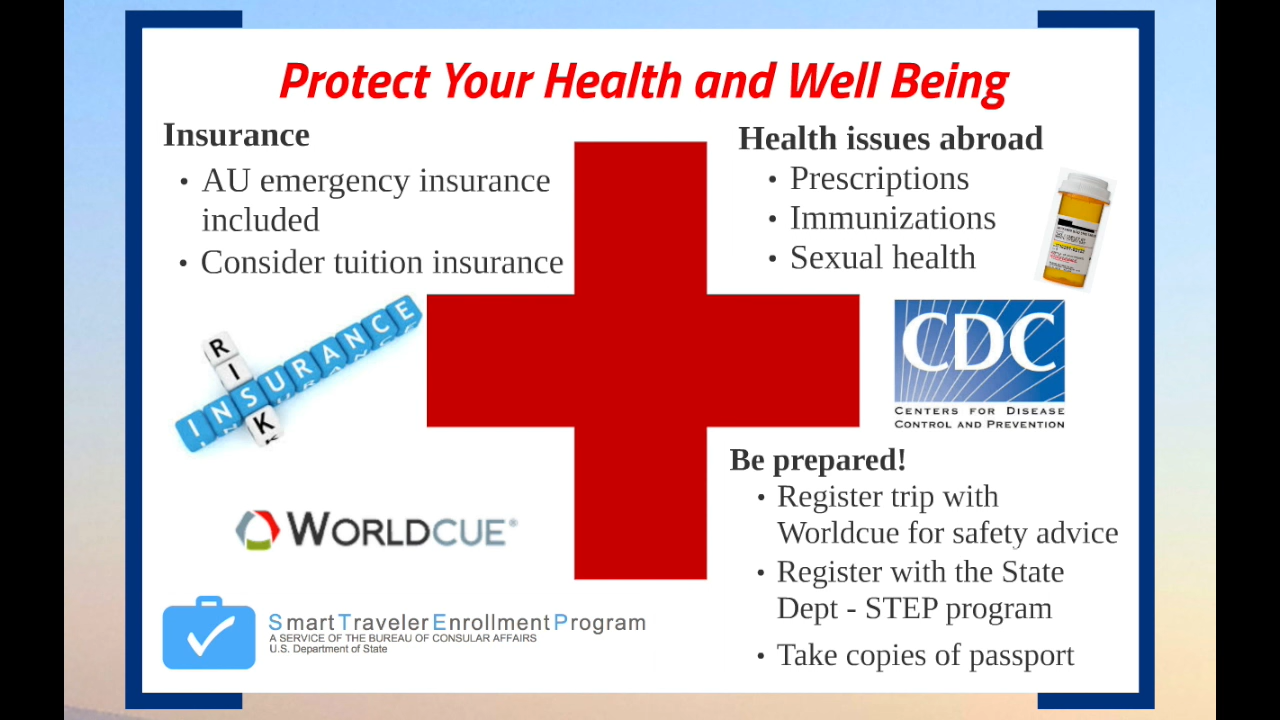 Protect Your Health and Well Being
Insurance
• AU emergency insurance
included
• Consider tuition insurance
RISK
INSURANCE
WORLDCUE®
Smart Traveler Enrollment Program
A SERVICE OF THE BUREAU OF CONSULAR AFFAIRS
U.S. Department of State
Health issues abroad
• Prescriptions
• Immunizations
• Sexual health
CDC
CENTERS FOR DISEASE
CONTROL AND PREVENTION
Be prepared!
• Register trip with
Worldcue for safety advice
• Register with the State
Dept - STEP program
• Take copies of passport